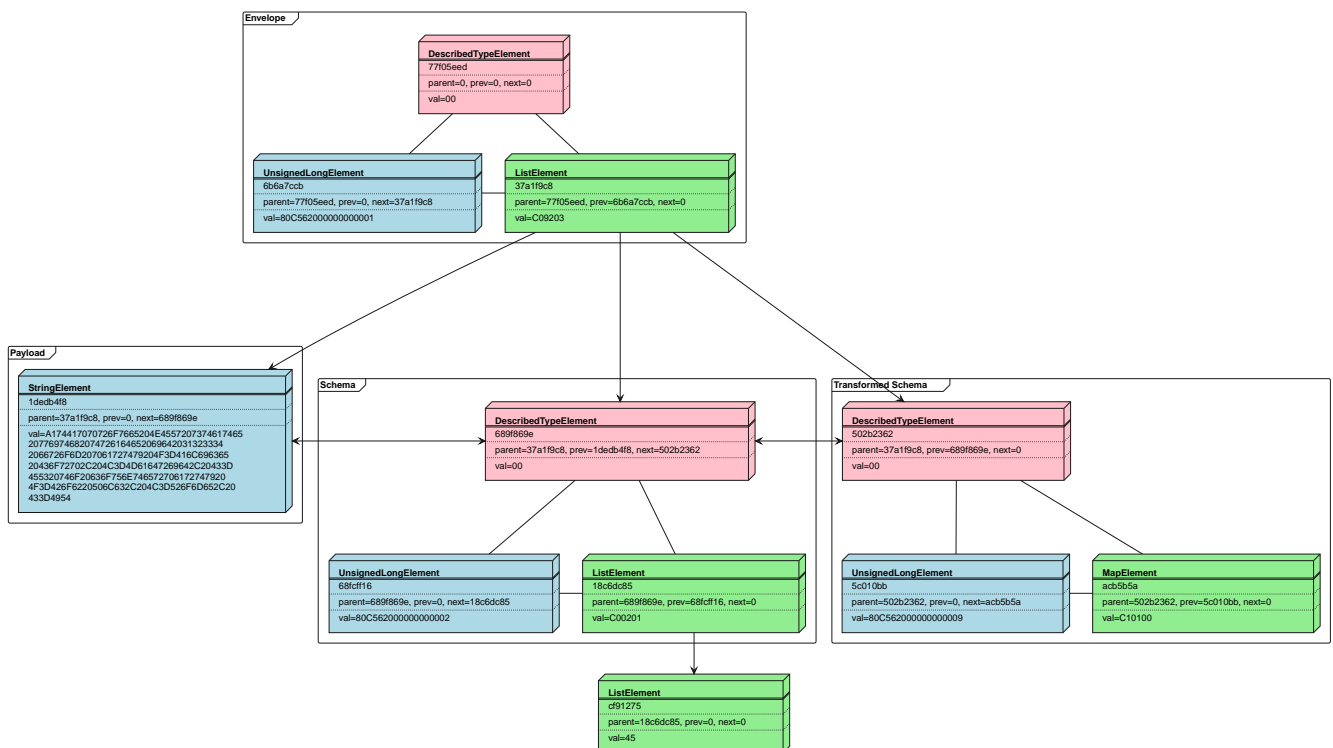 Envelope
DescribedTypeElement
77f05eed
parent=0, prev=0, next=0
val=00
UnsignedLongElement
6b6a7ccb
parent=77f05eed, prev=0, next=37a1f9c8
val=80C562000000000001
ListElement
37a1f9c8
parent=77f05eed, prev=6b6a7ccb, next=0
val=C09203
Payload
StringElement
1dedb4f8
parent=37a1f9c8, prev=0, next=689f869e
val=A174417070726F7665204E4557207374617465
207769746820747261646520696420313233​34
2066726F6D207061727479204F3D416C696365
20436F72702C204C3D4D61647269642C20433D
455320746F20636F756E74657270617274​7920
4F3D426F6220506C632C204C3D526F6D652C20
433D4954
Schema
DescribedTypeElement
689f869e
parent=37a1f9c8, prev=1dedb4f8, next=502b2362
val=00
UnsignedLongElement
68fcff16
parent=689f869e, prev=0, next=18c6dc85
val=80C562000000000002
ListElement
18c6dc85
parent=689f869e, prev=68fcff16, next=0
val=C00201
Transformed Schema
DescribedTypeElement
502b2362
parent=37a1f9c8, prev=689f869e, next=0
val=00
UnsignedLongElement
5c010bb
parent=502b2362, prev=0, next=acb5b5a
val=80C562000000000009
MapElement
acb5b5a
parent=502b2362, prev=5c010bb, next=0
val=C10100
ListElement
cf91275
parent=18c6dc85, prev=0, next=0
val=45